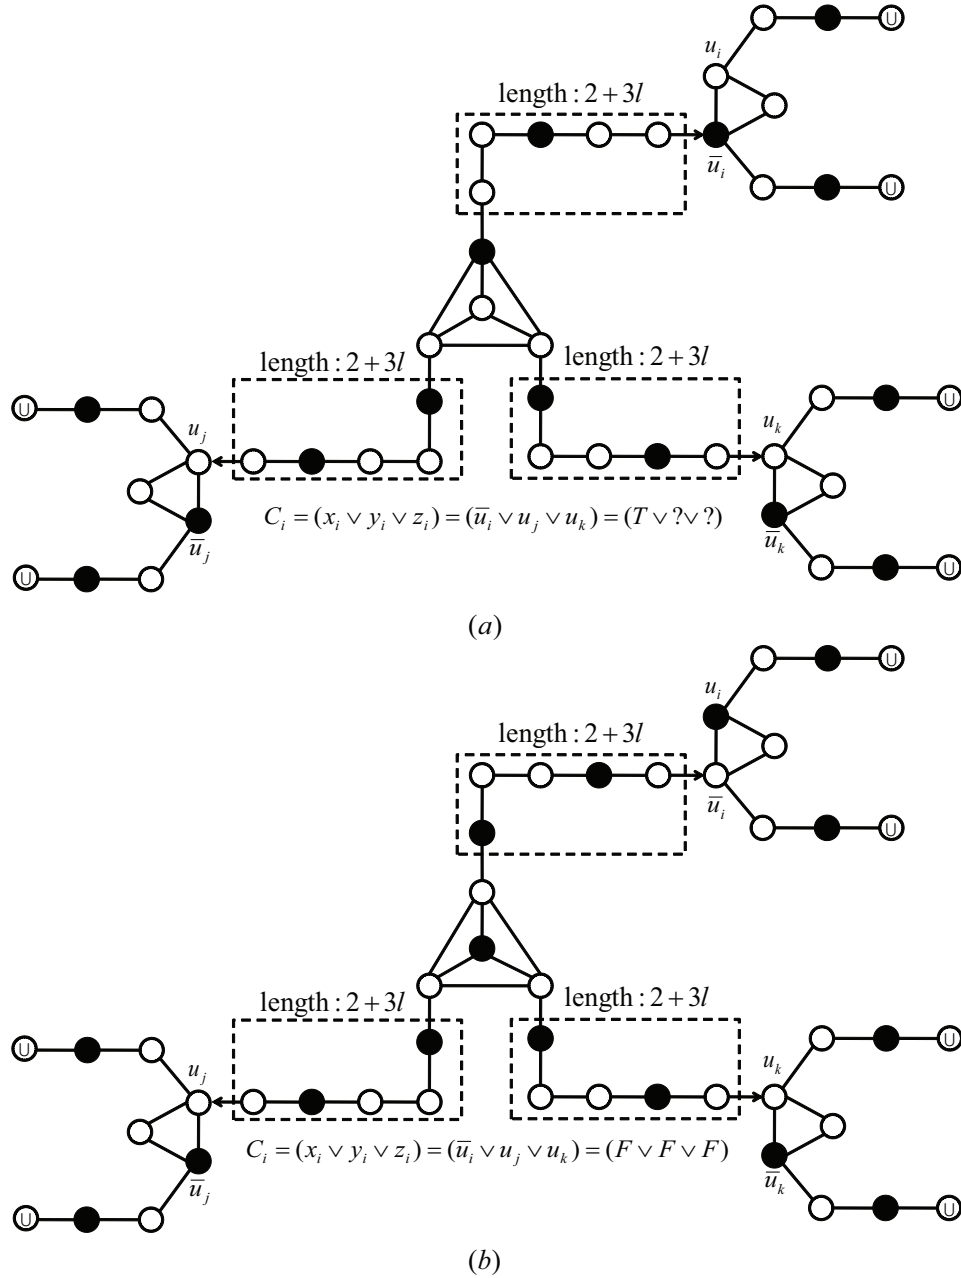 U
u_i
length : 2 + 3l
ū_i
U
length : 2 + 3l
length : 2 + 3l
U
u_j
u_k
U
C_i = (x_i ∨ y_i ∨ z_i) = (ū_i ∨ u_j ∨ u_k) = (T ∨ ? ∨ ?)
ū_j
ū_k
U
U
(a)
U
u_i
length : 2 + 3l
ū_i
U
length : 2 + 3l
length : 2 + 3l
U
u_j
u_k
U
C_i = (x_i ∨ y_i ∨ z_i) = (ū_i ∨ u_j ∨ u_k) = (F ∨ F ∨ F)
ū_j
ū_k
U
U
(b)